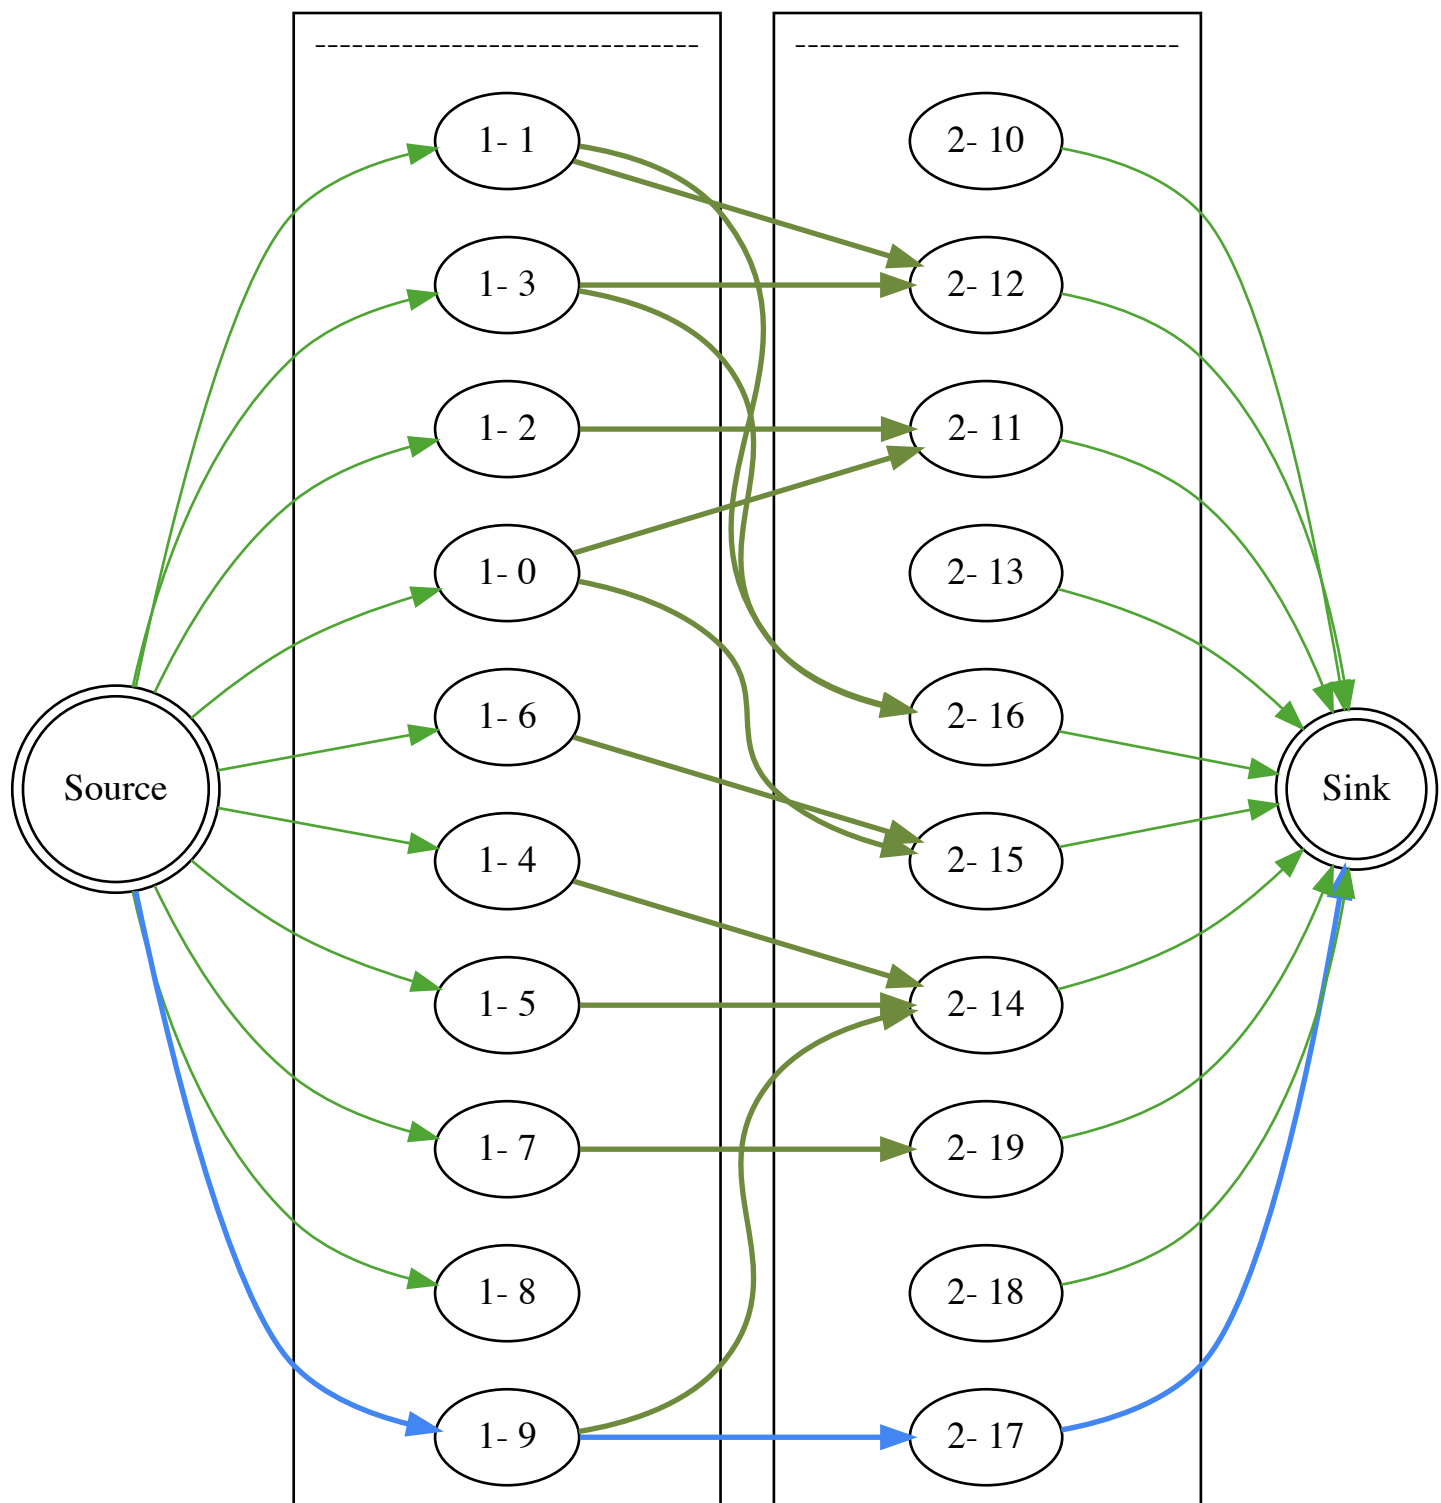 ------------------------------- -------------------------------
1- 1 2- 10
1- 3 2- 12
1- 2 2- 11
1- 0 2- 13
1- 6 2- 16
Source Sink
1- 4 2- 15
1- 5 2- 14
1- 7 2- 19
1- 8 2- 18
1- 9 2- 17